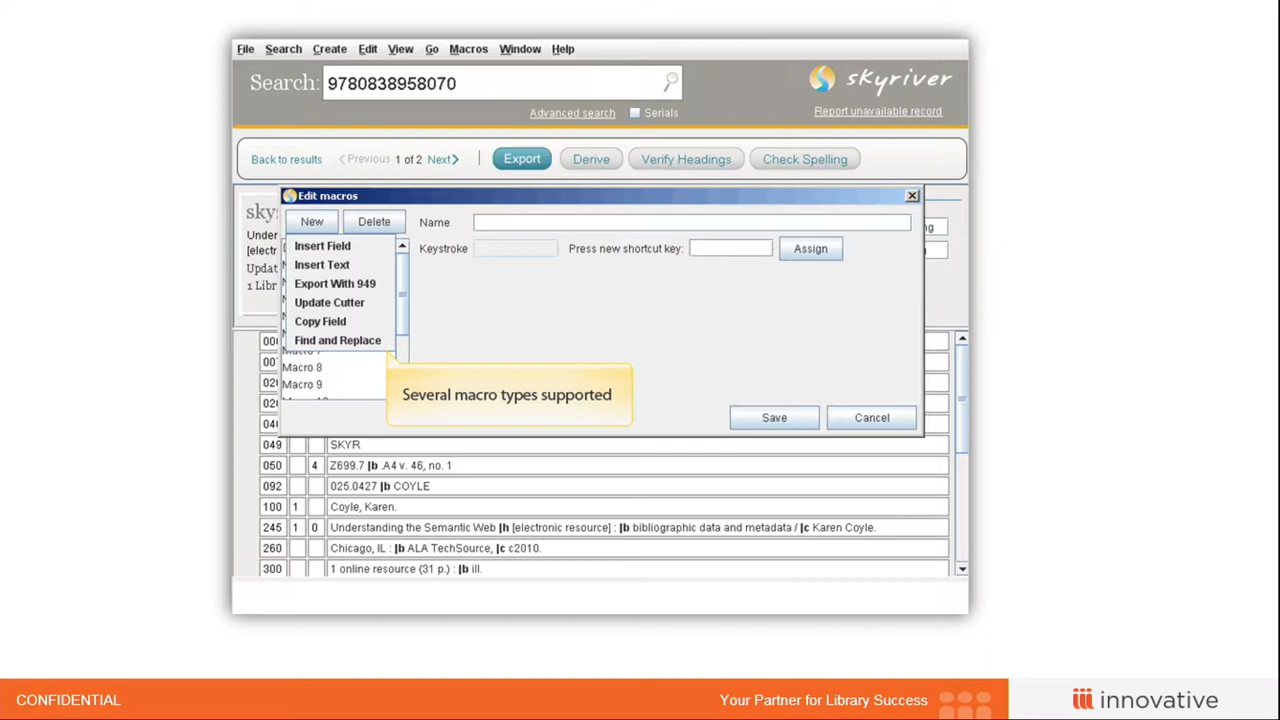 File Search Create Edit View Go Macros Window Help
Search: 9780838958070
skyriver
Advanced search Serials
Report unavailable record
Back to results <Previous 1 of 2 Next> | Export Derive Verify Headings Check Spelling
Edit macros
New Delete Name
Insert Field
Keystroke Press new shortcut key: Assign
Insert Text
Export With 949
Update Cutter
Copy Field
Find and Replace
Macro 8
Macro 9
Several macro types supported
Save Cancel
sky
Under
[electr
Updat
1 Libr
049 SKYR
050 4 Z699.7 |b .A4 v. 46, no. 1
092 025.0427 |b COYLE
100 1 Coyle, Karen.
245 1 0 Understanding the Semantic Web |h [electronic resource] : |b bibliographic data and metadata / |c Karen Coyle.
260 Chicago, IL : |b ALA TechSource, |c c2010.
300 1 online resource (31 p.) : |b ill.
CONFIDENTIAL
Your Partner for Library Success
innovative